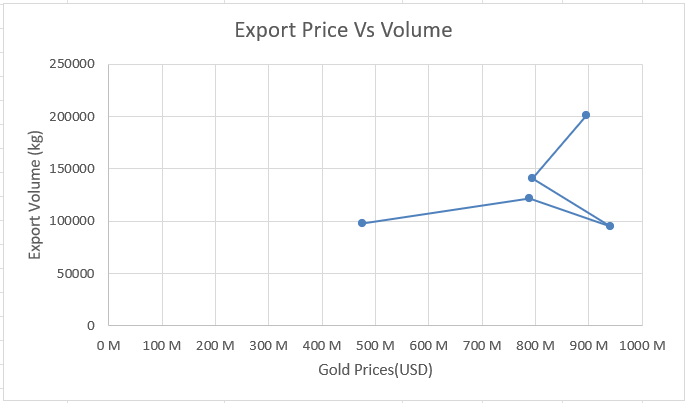 Export Price Vs Volume
250000
200000
150000
100000
50000
0
Export Volume (kg)
0 M 100 M 200 M 300 M 400 M 500 M 600 M 700 M 800 M 900 M 1000 M
Gold Prices(USD)